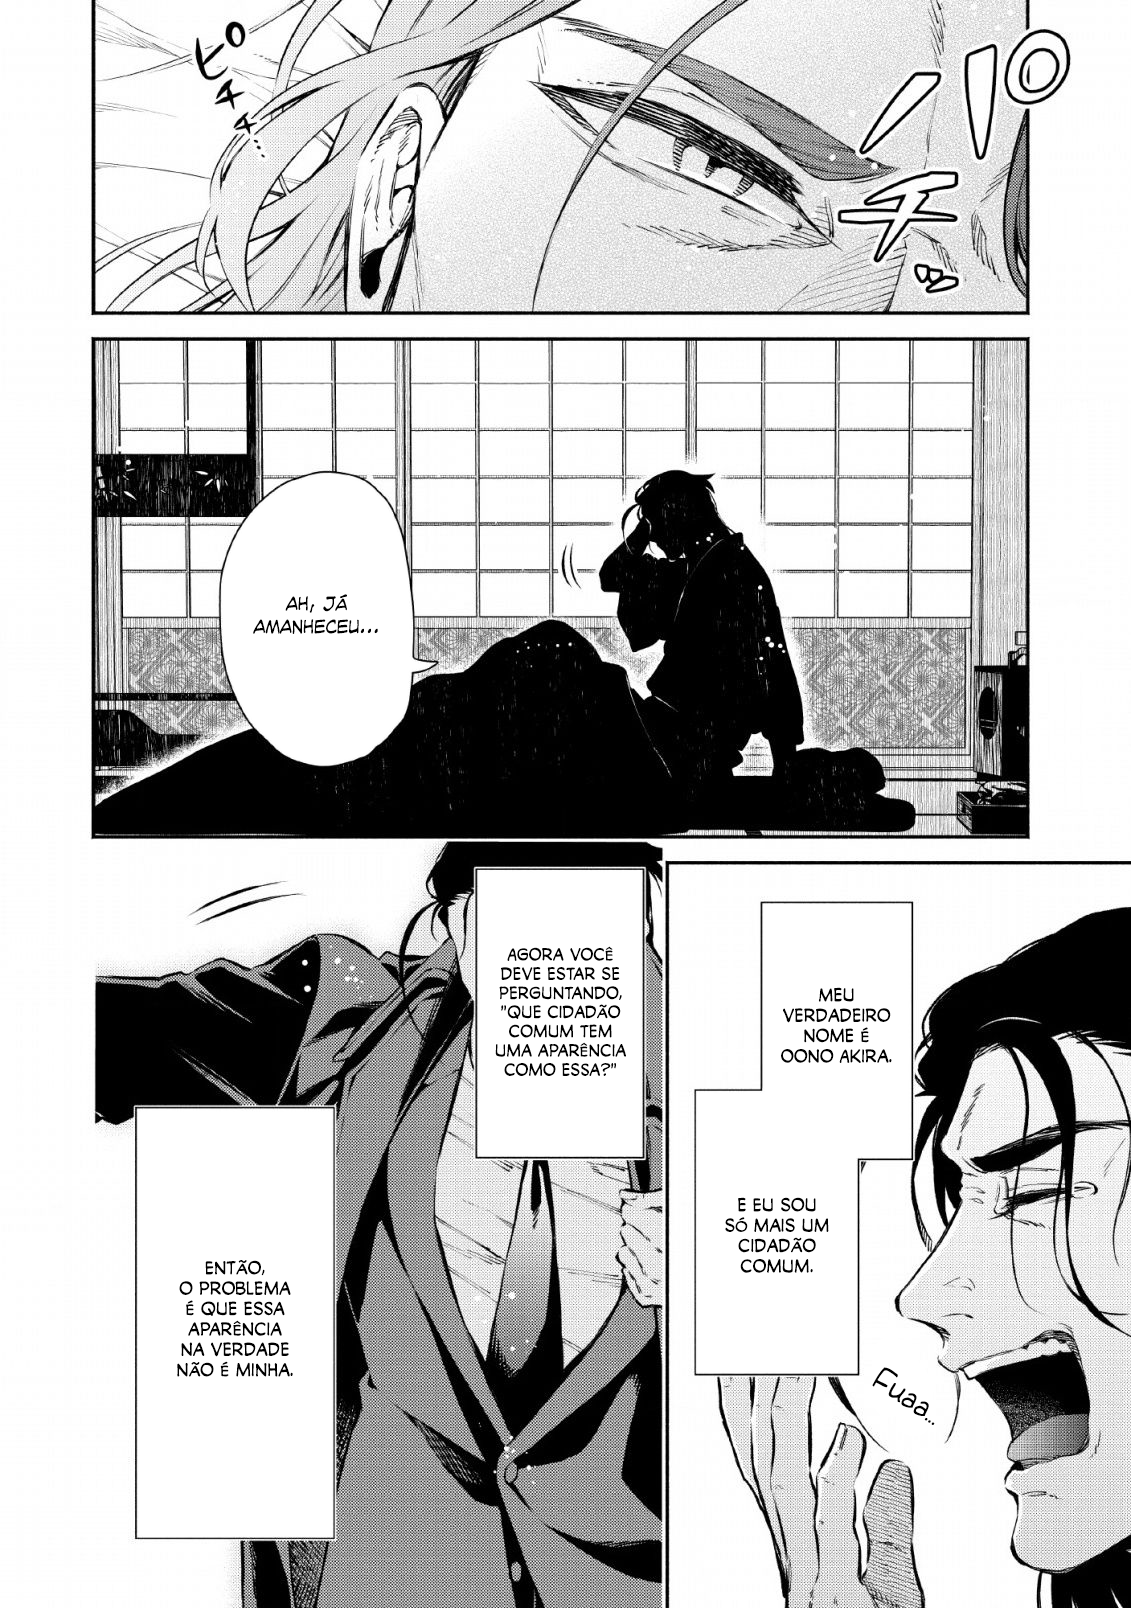 パチッ
ピチチ…
AH, JÁ
AMANHECEU...
MEU
VERDADEIRO
NOME É
OONO AKIRA.
E EU SOU
SÓ MAIS UM
CIDADÃO
COMUM.
Fuaa...
AGORA VOCÊ
DEVE ESTAR SE
PERGUNTANDO,
"QUE CIDADÃO
COMUM TEM
UMA APARÊNCIA
COMO ESSA?"
ENTÃO,
O PROBLEMA
É QUE ESSA
APARÊNCIA
NA VERDADE
NÃO É MINHA.